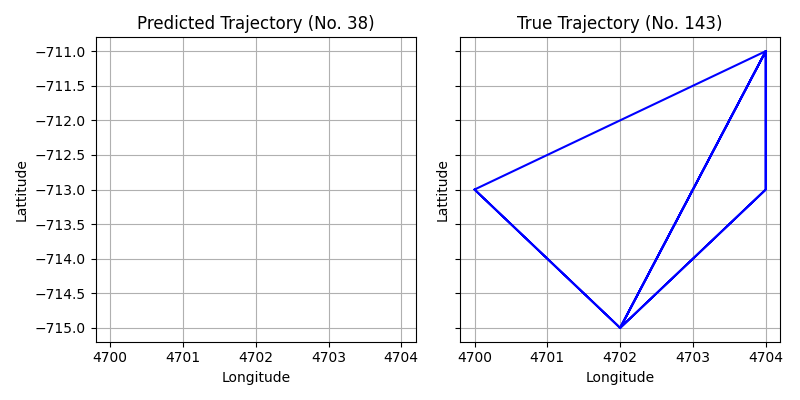 Predicted Trajectory (No. 38)
True Trajectory (No. 143)
−711.0
−711.5
−712.0
−712.5
−713.0
−713.5
−714.0
−714.5
−715.0
Lattitude
Lattitude
4700 4701 4702 4703 4704
4700 4701 4702 4703 4704
Longitude
Longitude